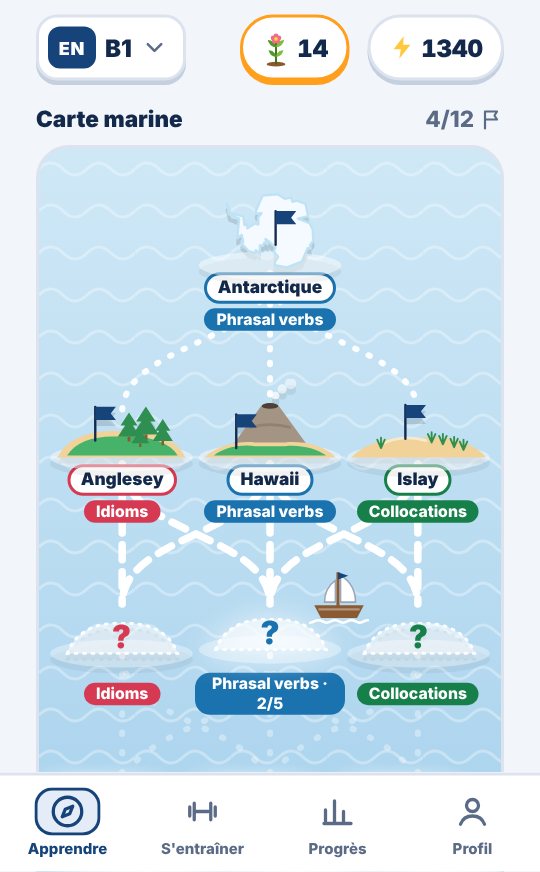 EN B1 14 1340
Carte marine 4/12
Antarctique
Phrasal verbs
Anglesey Hawaii Islay
Idioms Phrasal verbs Collocations
? ? ?
Idioms Phrasal verbs · Collocations
2/5
Apprendre S'entraîner Progrès Profil